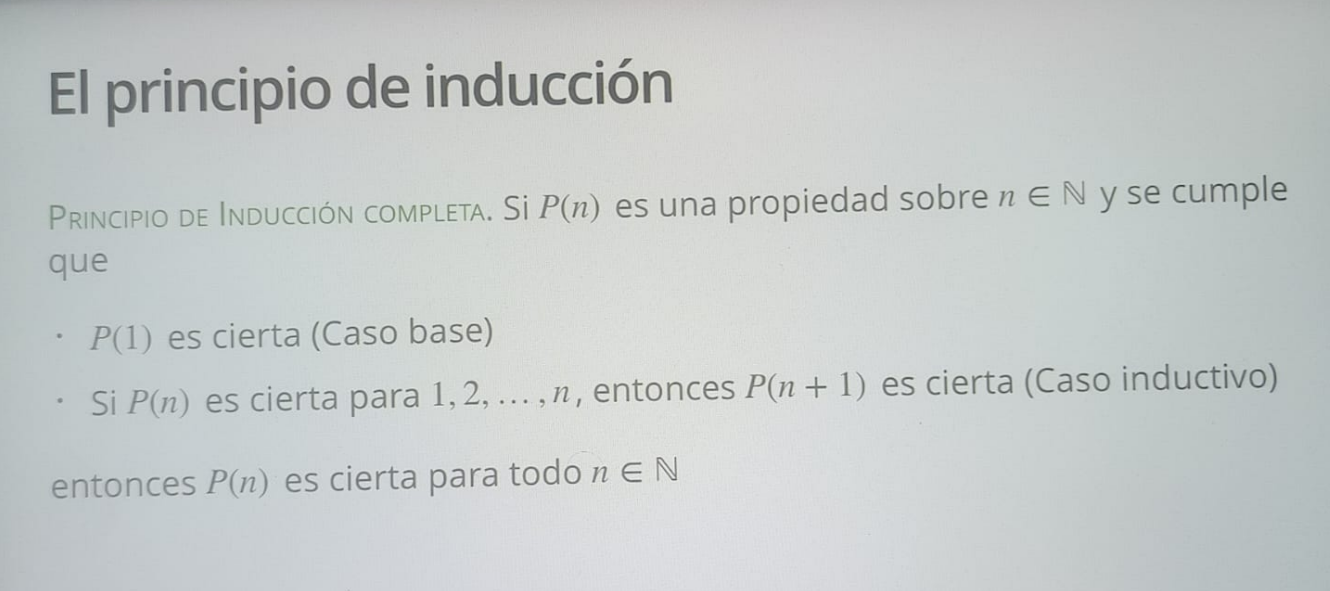 El principio de inducción
PRINCIPIO DE INDUCCIÓN COMPLETA. Si P(n) es una propiedad sobre n ∈ ℕ y se cumple
que
· P(1) es cierta (Caso base)
· Si P(n) es cierta para 1, 2, … , n, entonces P(n + 1) es cierta (Caso inductivo)
entonces P(n) es cierta para todo n ∈ ℕ